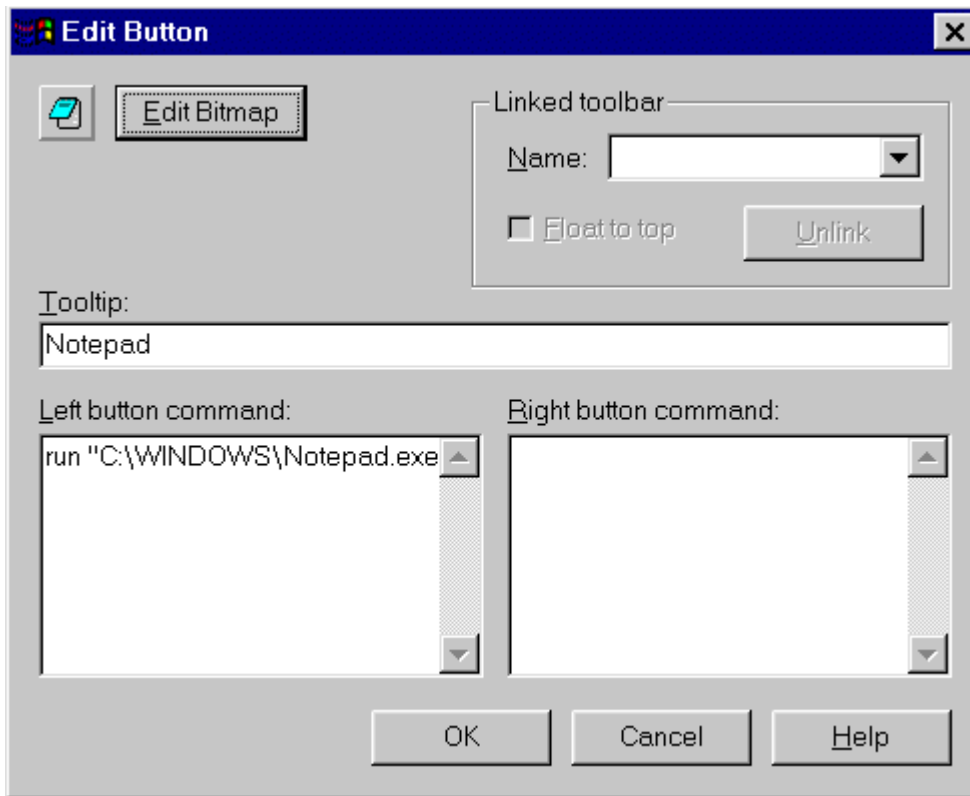 Edit Button
Edit Bitmap
Linked toolbar
Name:
Float to top
Unlink
Tooltip:
Notepad
Left button command:
Right button command:
run "C:\WINDOWS\Notepad.exe
OK
Cancel
Help